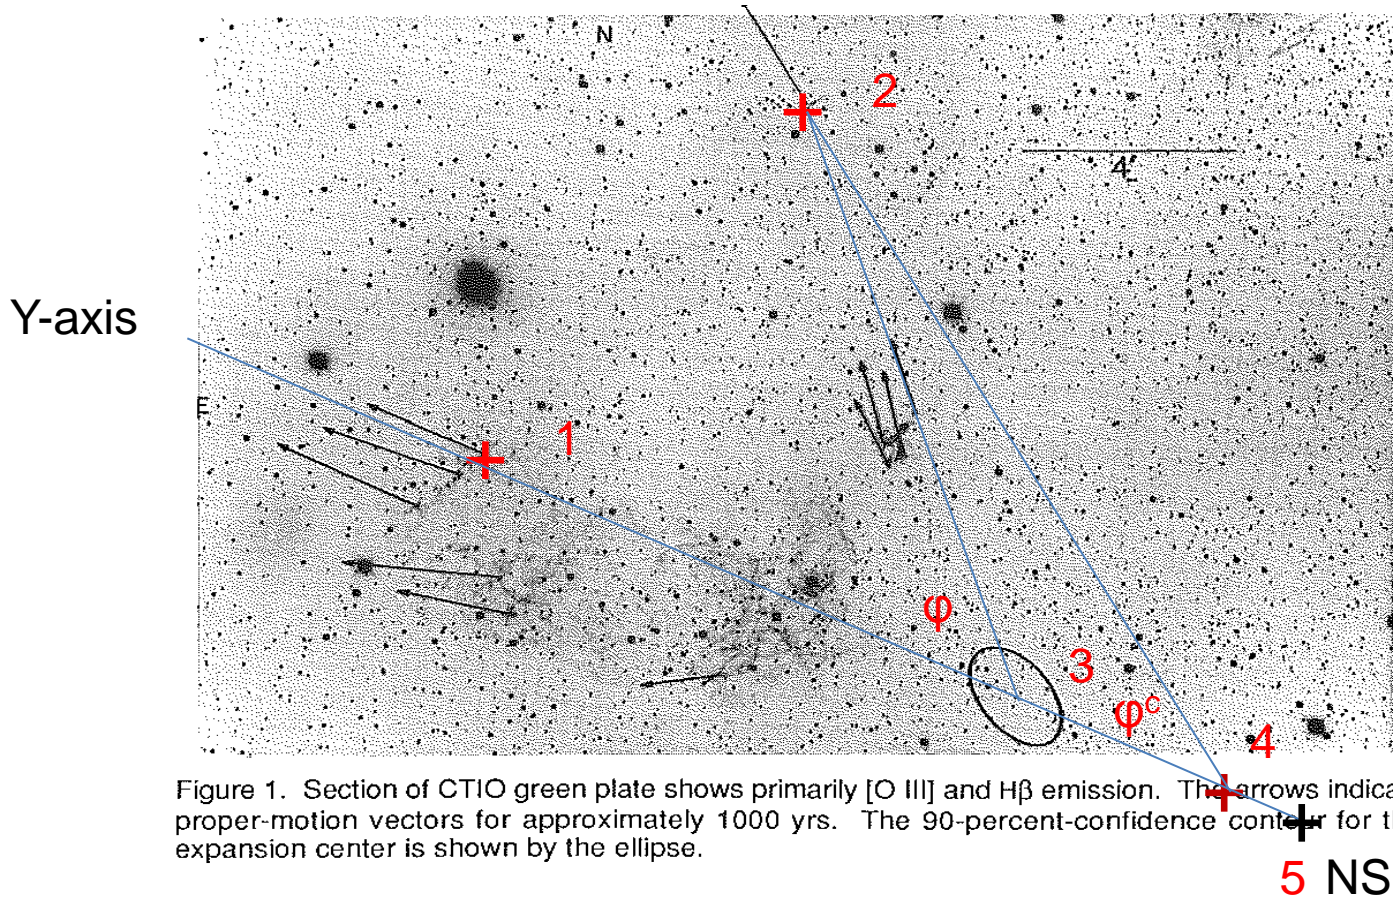 N
2
4
Y-axis
E
1
φ
3
φc
4
Figure 1. Section of CTIO green plate shows primarily [O III] and Hβ emission. The arrows indica
proper-motion vectors for approximately 1000 yrs. The 90-percent-confidence contour for th
expansion center is shown by the ellipse.
5 NS